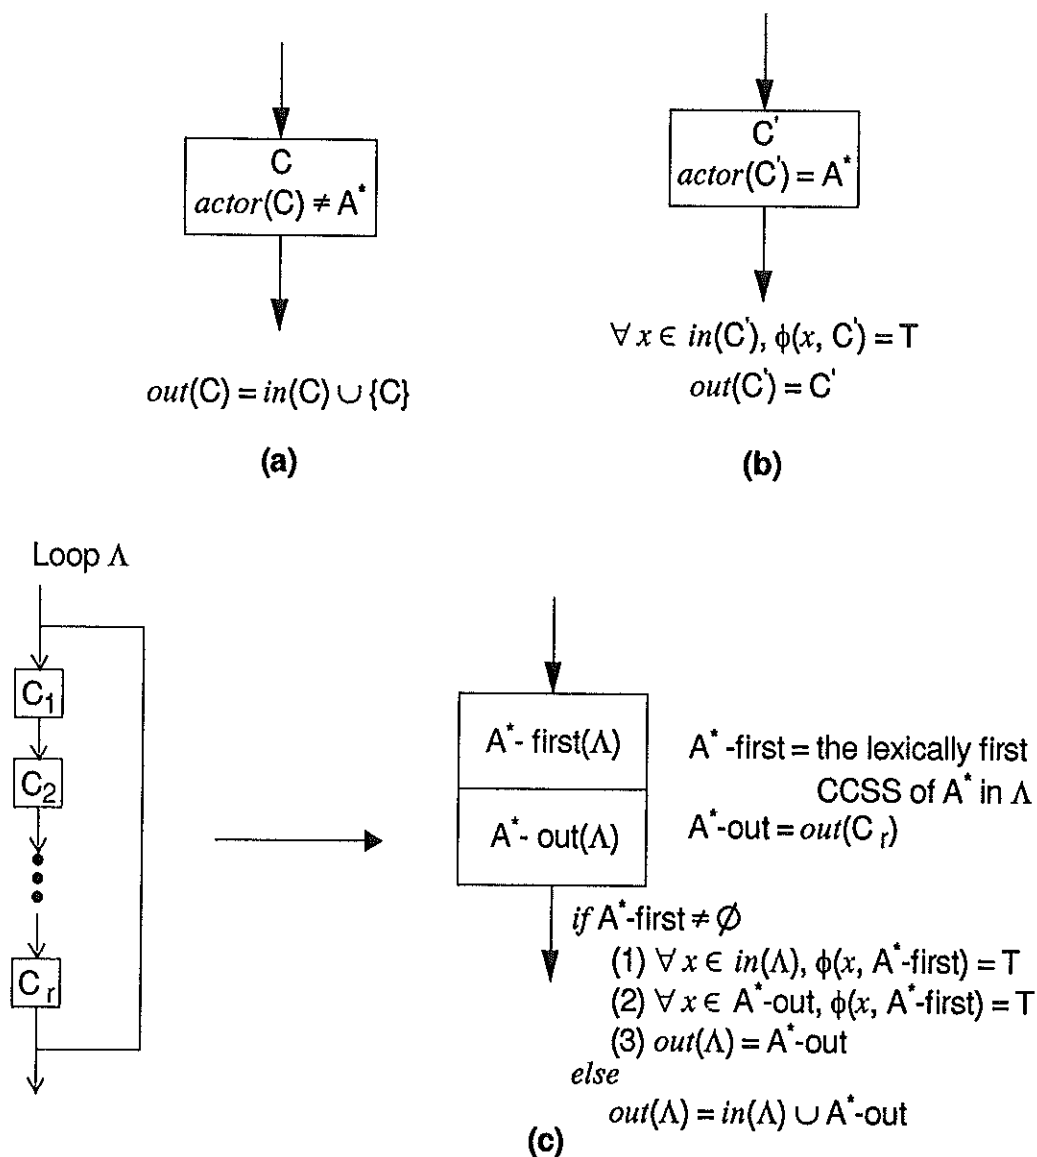 C
actor(C) ≠ A*
out(C) = in(C) ∪ {C}
(a)
C'
actor(C') = A*
∀ x ∈ in(C'), ϕ(x, C') = T
out(C') = C'
(b)
Loop Λ
C1
C2
Cr
A*- first(Λ)
A*- out(Λ)
A* -first = the lexically first
CCSS of A* in Λ
A*-out = out(C r)
if A*-first ≠ ∅
(1) ∀ x ∈ in(Λ), ϕ(x, A*-first) = T
(2) ∀ x ∈ A*-out, ϕ(x, A*-first) = T
(3) out(Λ) = A*-out
else
out(Λ) = in(Λ) ∪ A*-out
(c)